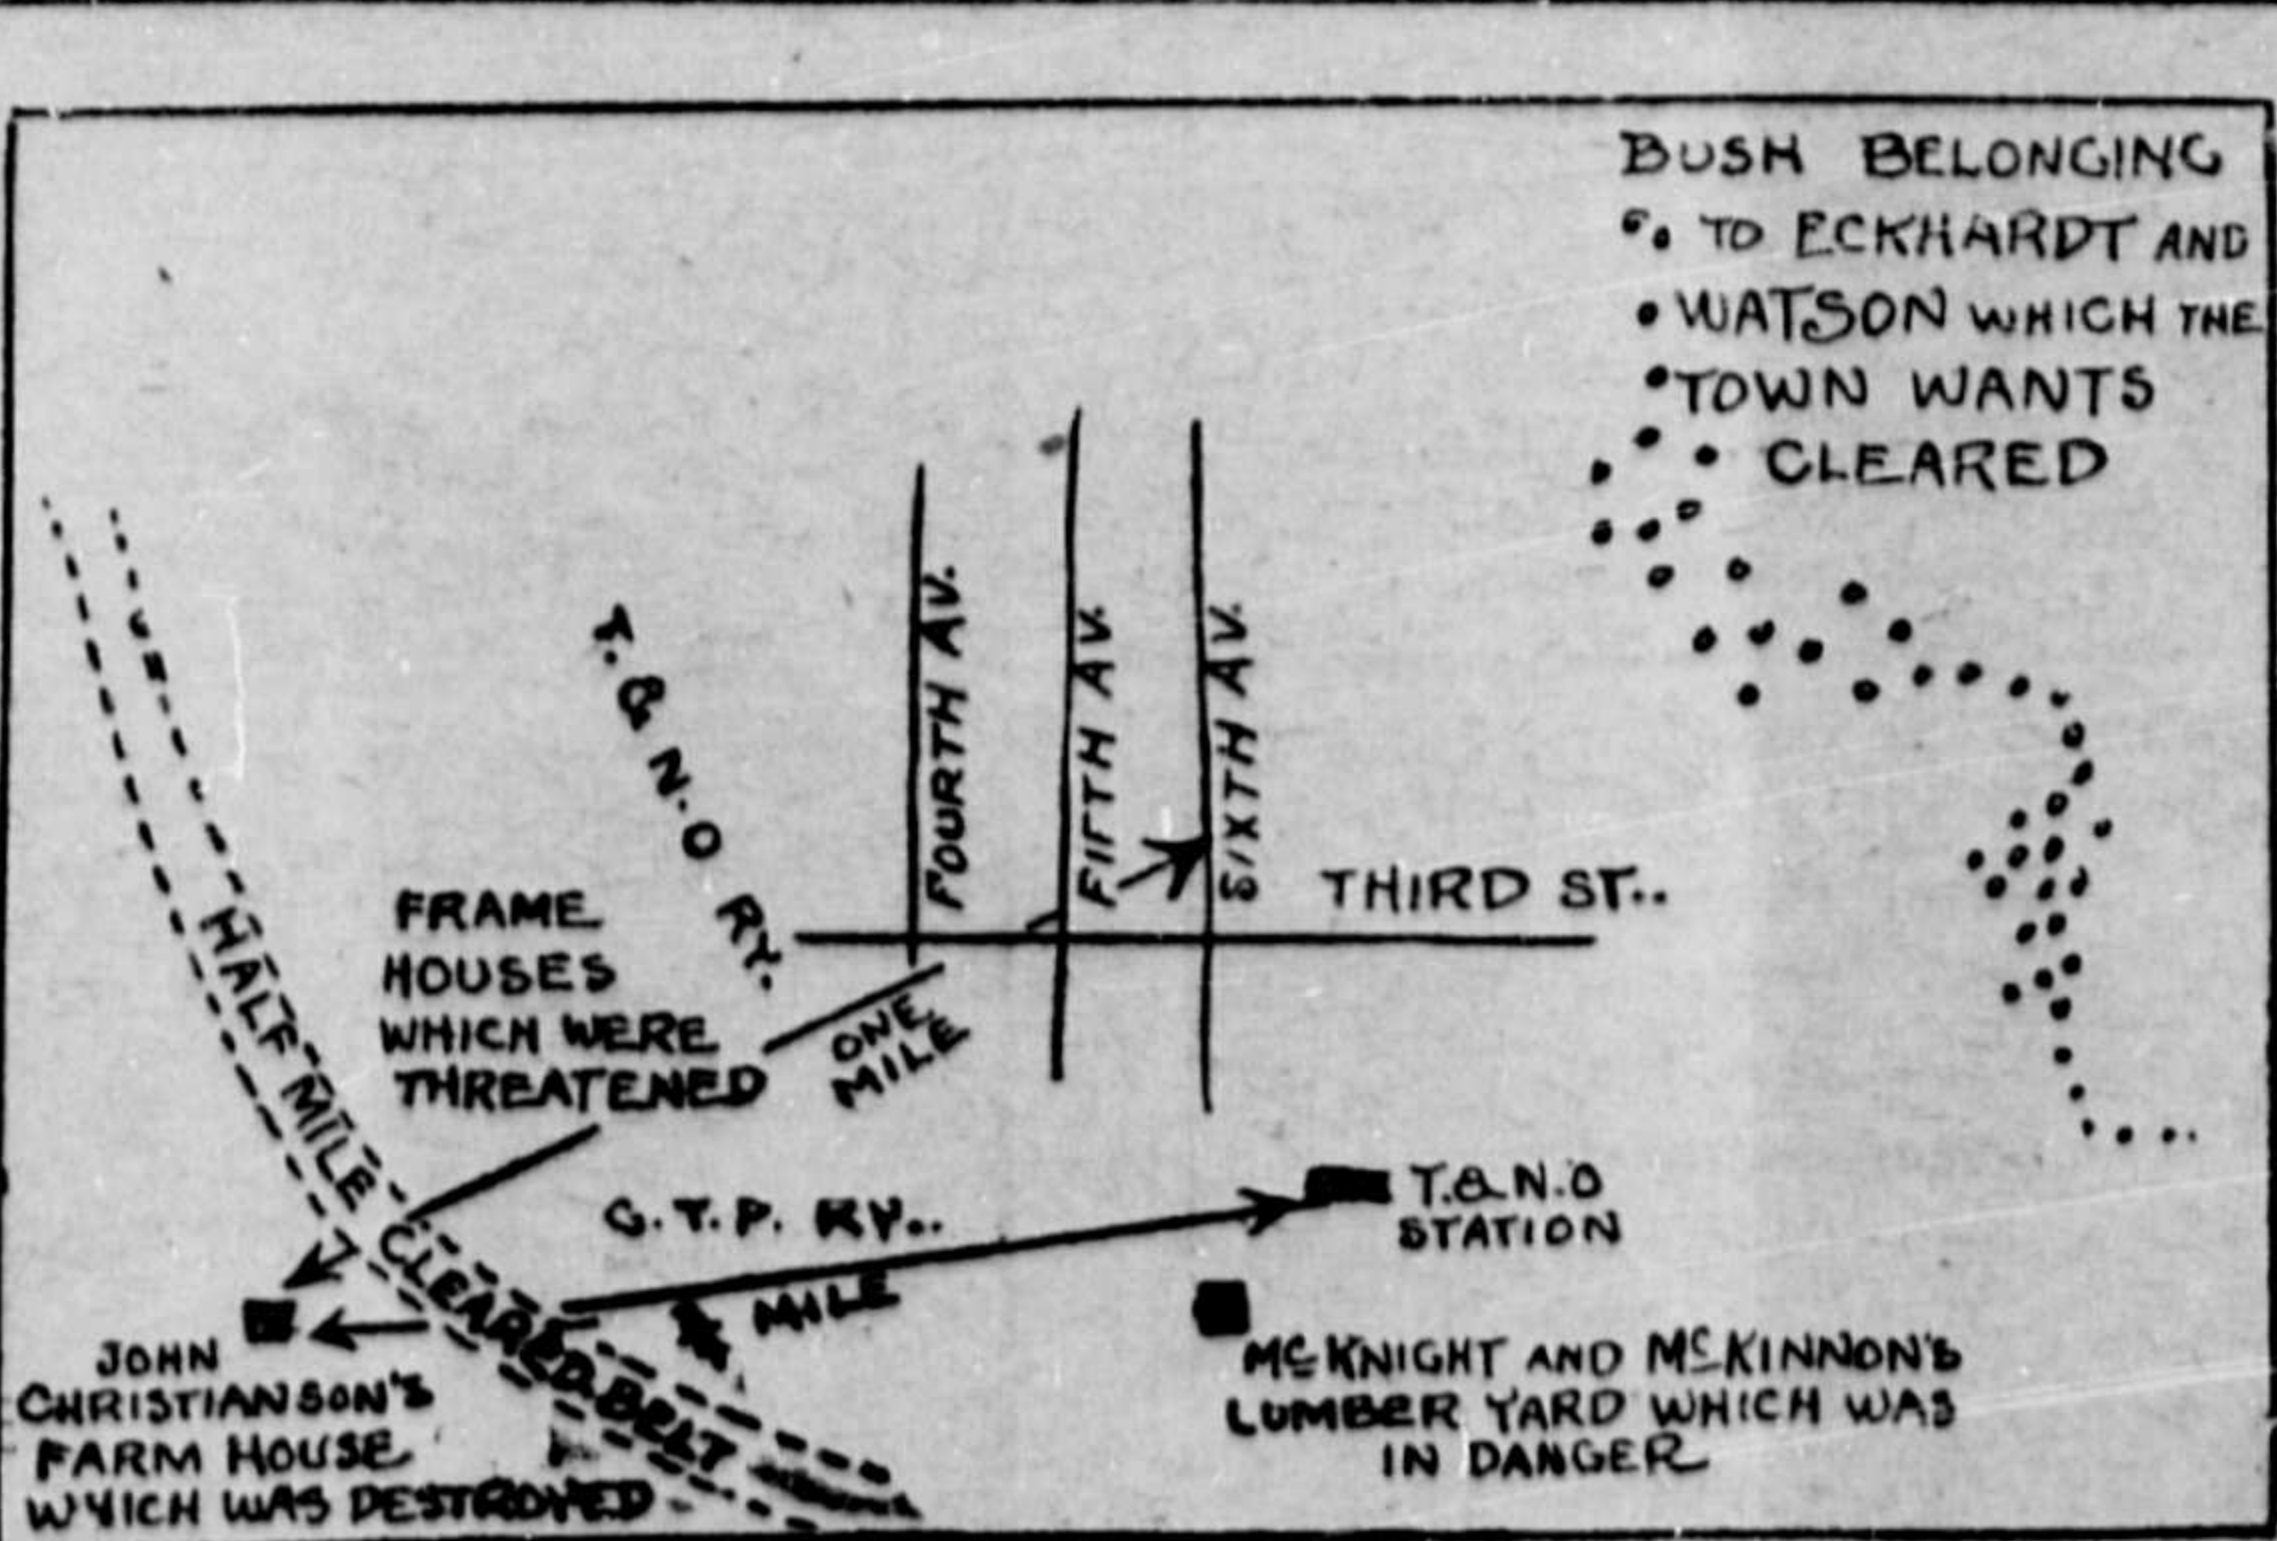 BUSH BELONGING
TO ECKHARDT AND
WATSON WHICH THE
TOWN WANTS
CLEARED
T. & N. O RY.
FOURTH AV.
FIFTH AV.
SIXTH AV.
THIRD ST..
FRAME
HOUSES
WHICH WERE
THREATENED
ONE
MILE
HALF MILE CLEARED BELT
G. T. P. RY..
MILE
T. & N. O
STATION
JOHN
CHRISTIANSON'S
FARM HOUSE
WHICH WAS DESTROYED
McKNIGHT AND McKINNON'S
LUMBER YARD WHICH WAS
IN DANGER